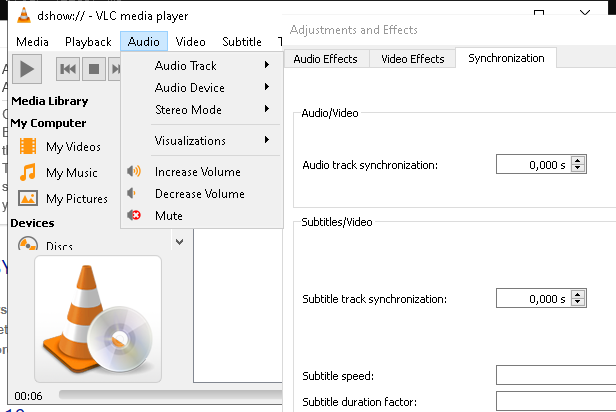 dshow:// - VLC media player
Media Playback Audio Video Subtitle
Audio Track
Audio Device
Stereo Mode
Visualizations
Increase Volume
Decrease Volume
Mute
Media Library
My Computer
My Videos
My Music
My Pictures
Devices
Discs
00:06
Adjustments and Effects
Audio Effects Video Effects Synchronization
Audio/Video
Audio track synchronization: 0,000 s
Subtitles/Video
Subtitle track synchronization: 0,000 s
Subtitle speed:
Subtitle duration factor: